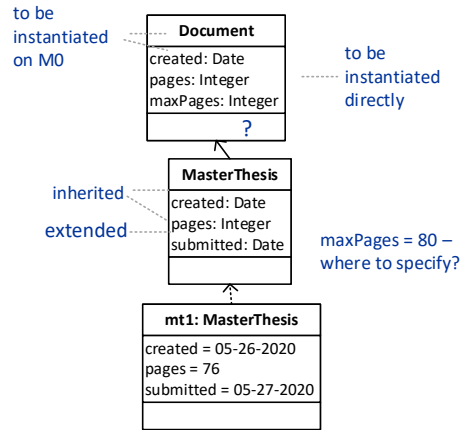 to be
instantiated
on M0
Document
created: Date
pages: Integer
maxPages: Integer
to be
instantiated
directly
?
MasterThesis
inherited
extended
created: Date
pages: Integer
submitted: Date
maxPages = 80 –
where to specify?
mt1: MasterThesis
created = 05-26-2020
pages = 76
submitted = 05-27-2020